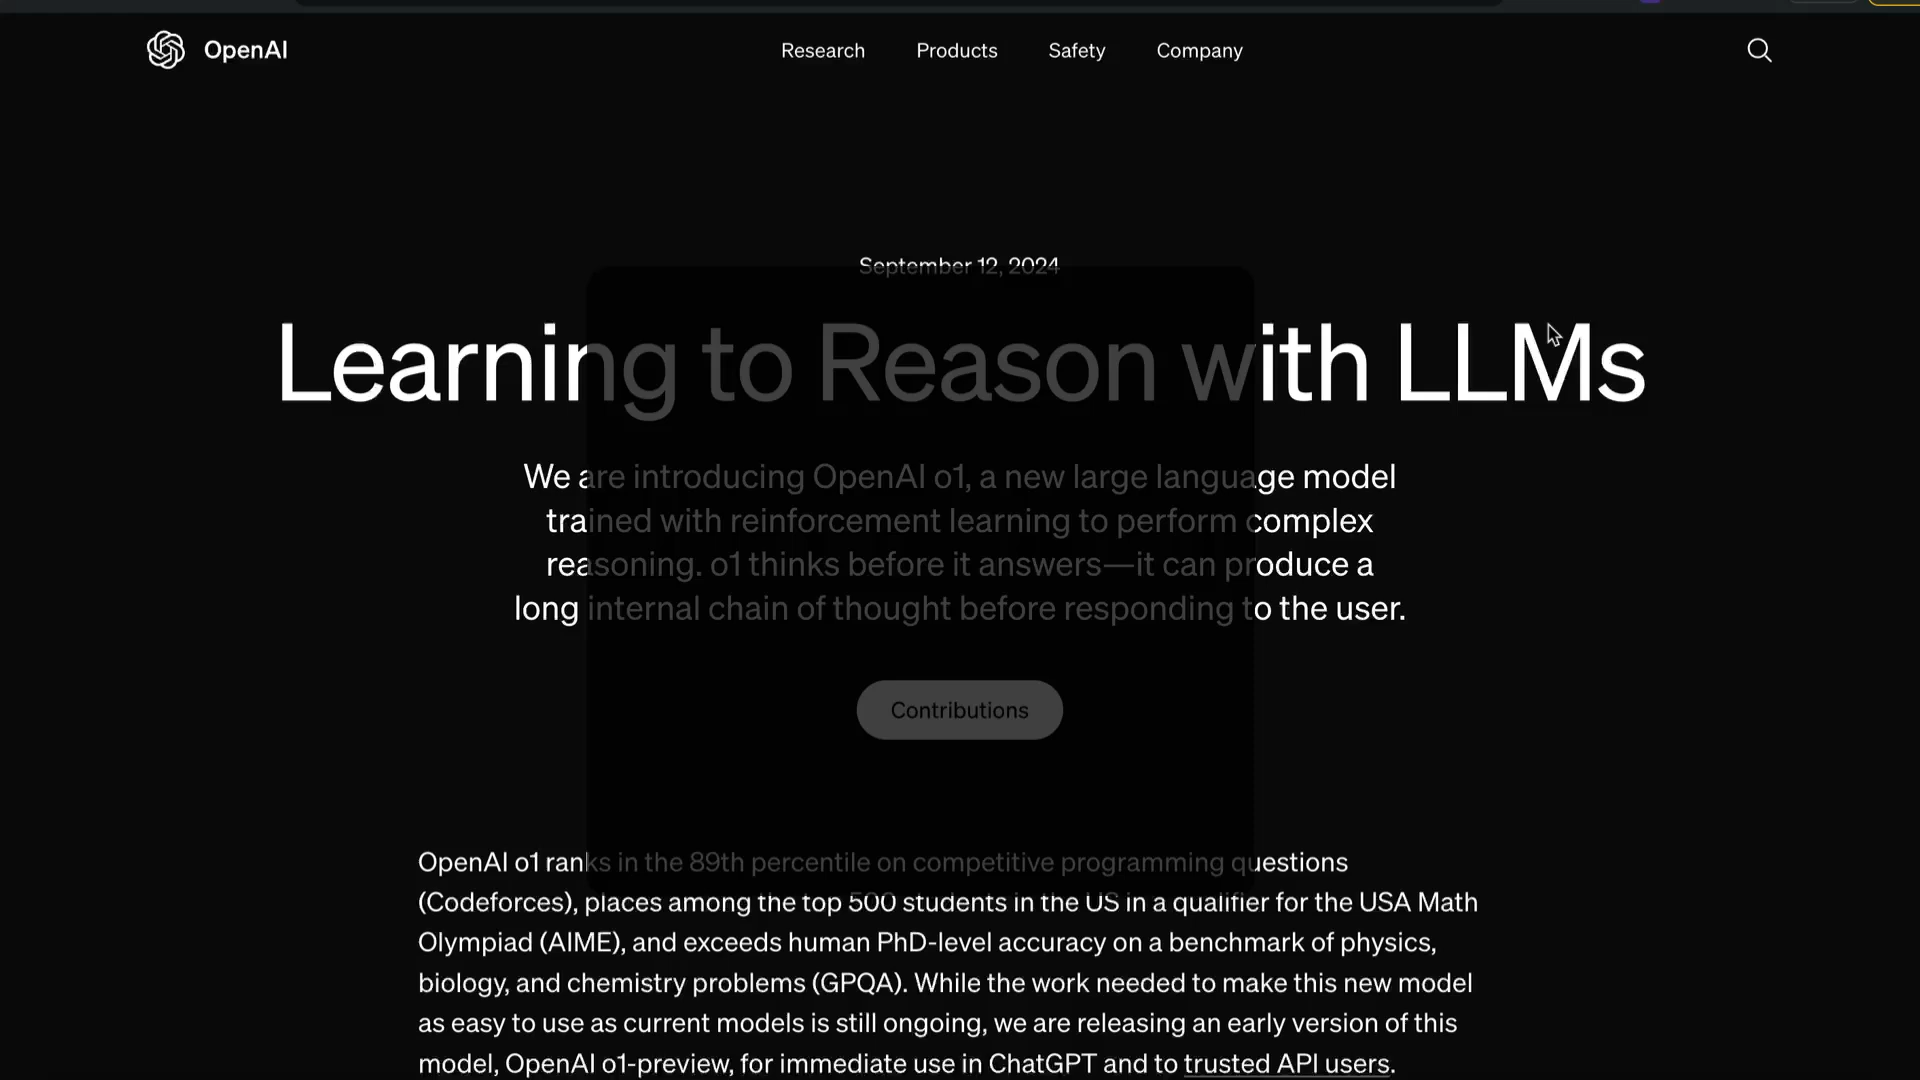 OpenAI
Research Products Safety Company
September 12, 2024
Learning to Reason with LLMs
We are introducing OpenAI o1, a new large language model
trained with reinforcement learning to perform complex
reasoning. o1 thinks before it answers—it can produce a
long internal chain of thought before responding to the user.
Contributions
OpenAI o1 ranks in the 89th percentile on competitive programming questions
(Codeforces), places among the top 500 students in the US in a qualifier for the USA Math
Olympiad (AIME), and exceeds human PhD-level accuracy on a benchmark of physics,
biology, and chemistry problems (GPQA). While the work needed to make this new model
as easy to use as current models is still ongoing, we are releasing an early version of this
model, OpenAI o1-preview, for immediate use in ChatGPT and to trusted API users.